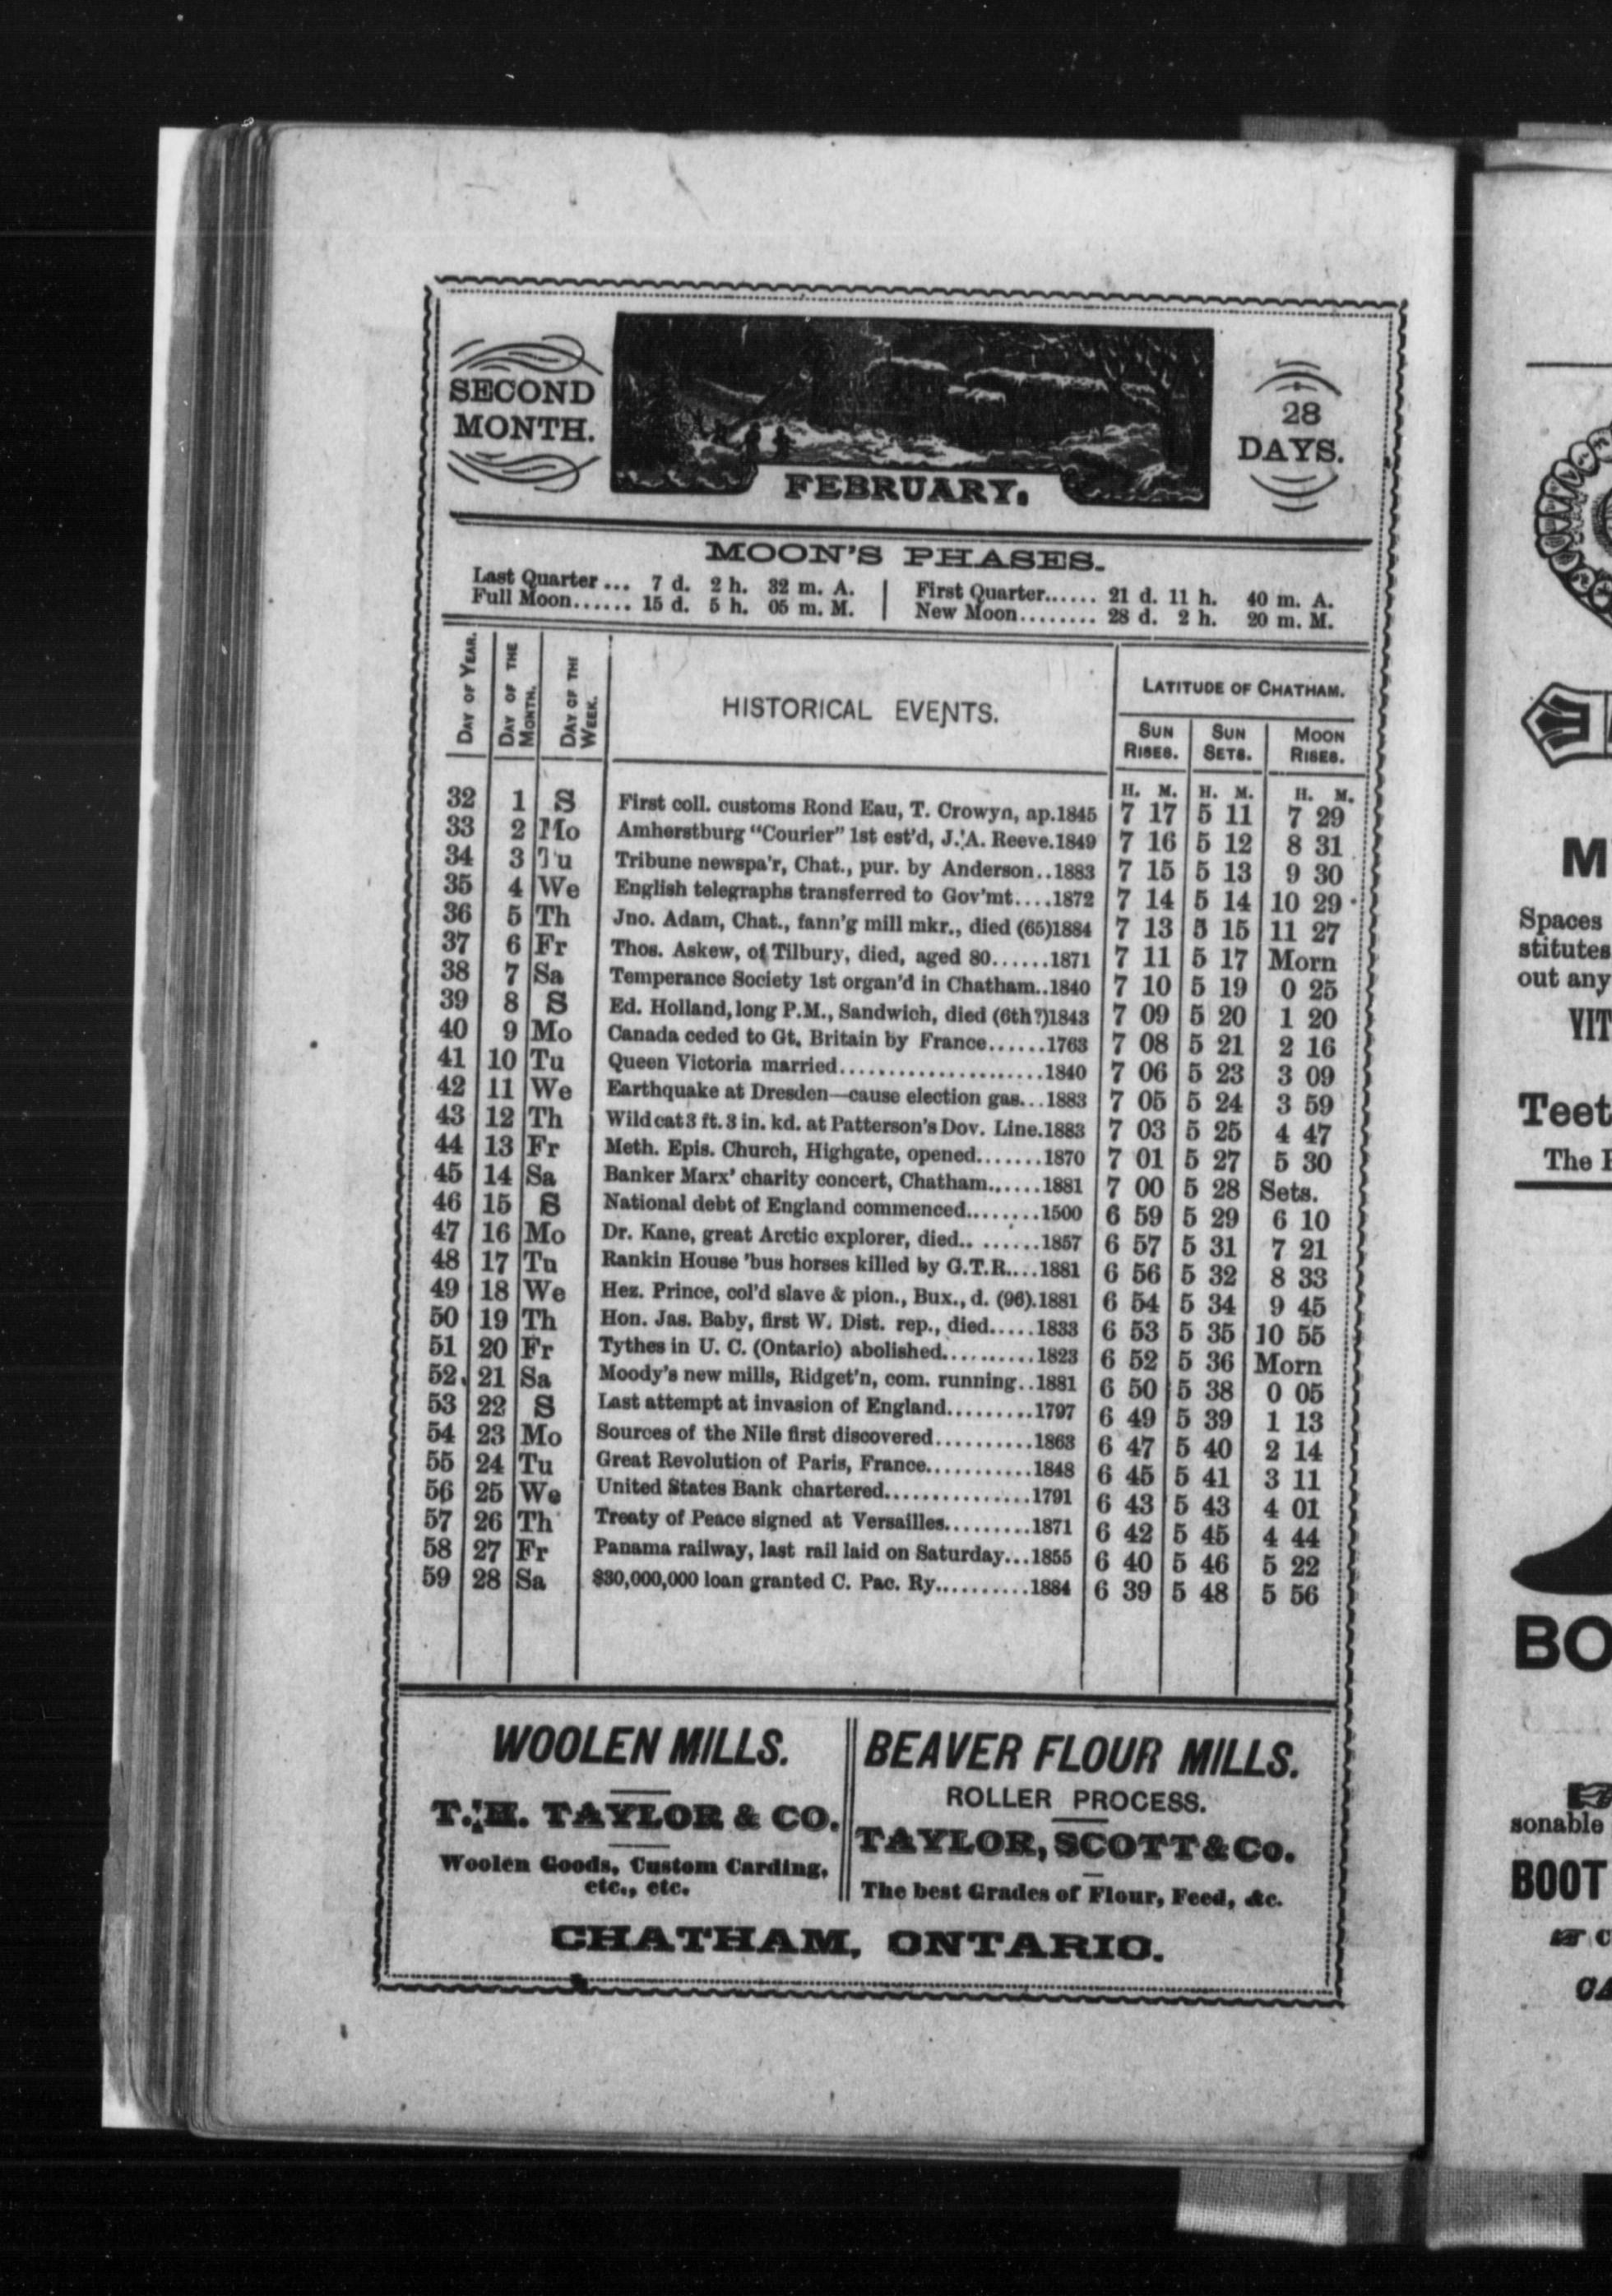 SECOND
MONTH.
FEBRUARY.
28
DAYS.
MOON'S PHASES.
Last Quarter ... 7 d. 2 h. 32 m. A.
Full Moon...... 15 d. 5 h. 05 m. M.
First Quarter...... 21 d. 11 h. 40 m. A.
New Moon........ 28 d. 2 h. 20 m. M.
DAY OF YEAR.
DAY OF THE MONTH.
DAY OF THE WEEK.
HISTORICAL EVENTS.
LATITUDE OF CHATHAM.
SUN RISES.
SUN SETS.
MOON RISES.
H. M. H. M. H. M.
32 1 S First coll. customs Rond Eau, T. Crowyn, ap.1845 7 17 5 11 7 29
33 2 Mo Amherstburg "Courier" 1st est'd, J. A. Reeve.1849 7 16 5 12 8 31
34 3 Tu Tribune newspa'r, Chat., pur. by Anderson..1883 7 15 5 13 9 30
35 4 We English telegraphs transferred to Gov'mt....1872 7 14 5 14 10 29
36 5 Th Jno. Adam, Chat., fann'g mill mkr., died (65)1884 7 13 5 15 11 27
37 6 Fr Thos. Askew, of Tilbury, died, aged 80......1871 7 11 5 17 Morn
38 7 Sa Temperance Society 1st organ'd in Chatham..1840 7 10 5 19 0 25
39 8 S Ed. Holland, long P.M., Sandwich, died (6th?)1843 7 09 5 20 1 20
40 9 Mo Canada ceded to Gt. Britain by France......1763 7 08 5 21 2 16
41 10 Tu Queen Victoria married.....................1840 7 06 5 23 3 09
42 11 We Earthquake at Dresden—cause election gas...1883 7 05 5 24 3 59
43 12 Th Wild cat 3 ft. 3 in. kd. at Patterson's Dov. Line.1883 7 03 5 25 4 47
44 13 Fr Meth. Epis. Church, Highgate, opened.......1870 7 01 5 27 5 30
45 14 Sa Banker Marx' charity concert, Chatham......1881 7 00 5 28 Sets.
46 15 S National debt of England commenced........1500 6 59 5 29 6 10
47 16 Mo Dr. Kane, great Arctic explorer, died.. .......1857 6 57 5 31 7 21
48 17 Tu Rankin House 'bus horses killed by G.T.R....1881 6 56 5 32 8 33
49 18 We Hez. Prince, col'd slave & pion., Bux., d. (96).1881 6 54 5 34 9 45
50 19 Th Hon. Jas. Baby, first W. Dist. rep., died.....1833 6 53 5 35 10 55
51 20 Fr Tythes in U. C. (Ontario) abolished..........1823 6 52 5 36 Morn
52 21 Sa Moody's new mills, Ridget'n, com. running..1881 6 50 5 38 0 05
53 22 S Last attempt at invasion of England.........1797 6 49 5 39 1 13
54 23 Mo Sources of the Nile first discovered..........1863 6 47 5 40 2 14
55 24 Tu Great Revolution of Paris, France...........1848 6 45 5 41 3 11
56 25 We United States Bank chartered...............1791 6 43 5 43 4 01
57 26 Th Treaty of Peace signed at Versailles.........1871 6 42 5 45 4 44
58 27 Fr Panama railway, last rail laid on Saturday...1855 6 40 5 46 5 22
59 28 Sa $30,000,000 loan granted C. Pac. Ry..........1884 6 39 5 48 5 56
WOOLEN MILLS.
T. H. TAYLOR & CO.
Woolen Goods, Custom Carding,
etc., etc.
BEAVER FLOUR MILLS.
ROLLER PROCESS.
TAYLOR, SCOTT & Co.
The best Grades of Flour, Feed, &c.
CHATHAM, ONTARIO.
Spaces
stitutes
out any
VIT
Teet
The
BO
sonable
BOOT